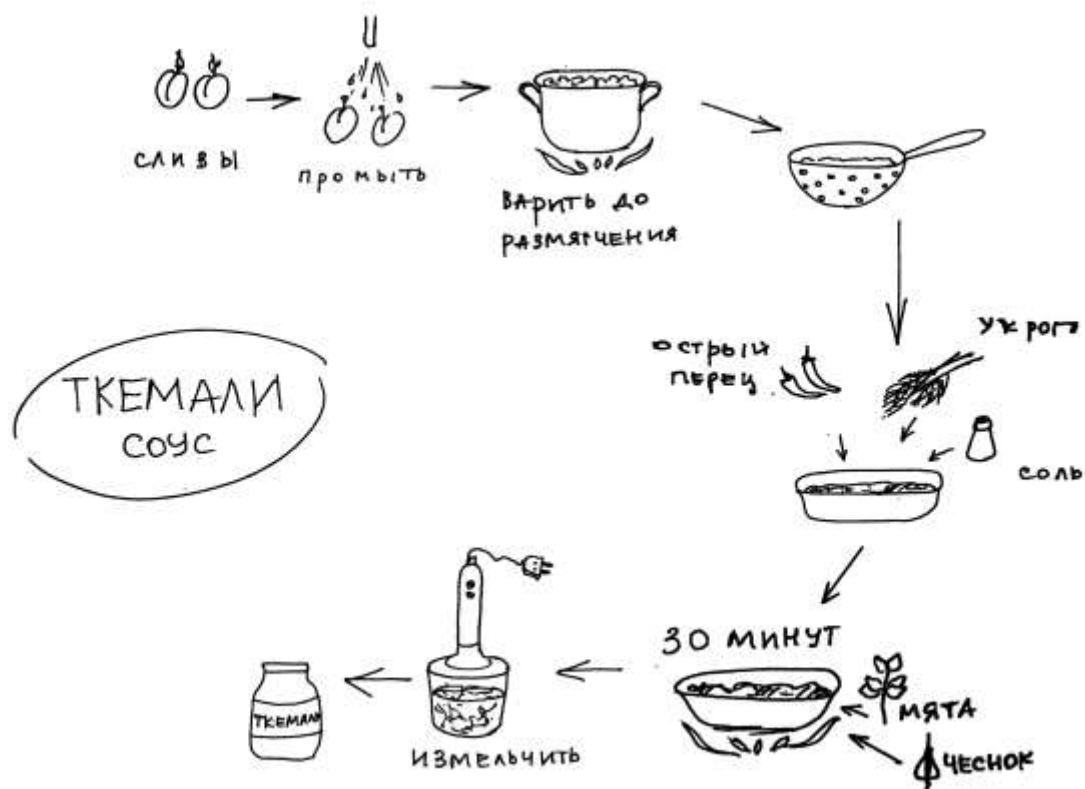 СЛИВЫ
ПРОМЫТЬ
ВАРИТЬ ДО
РАЗМЯГЧЕНИЯ
УКРОП
ОСТРЫЙ
ПЕРЕЦ
СОЛЬ
ТКЕМАЛИ
СОУС
30 МИНУТ
МЯТА
ЧЕСНОК
ИЗМЕЛЬЧИТЬ
ТКЕМАЛИ